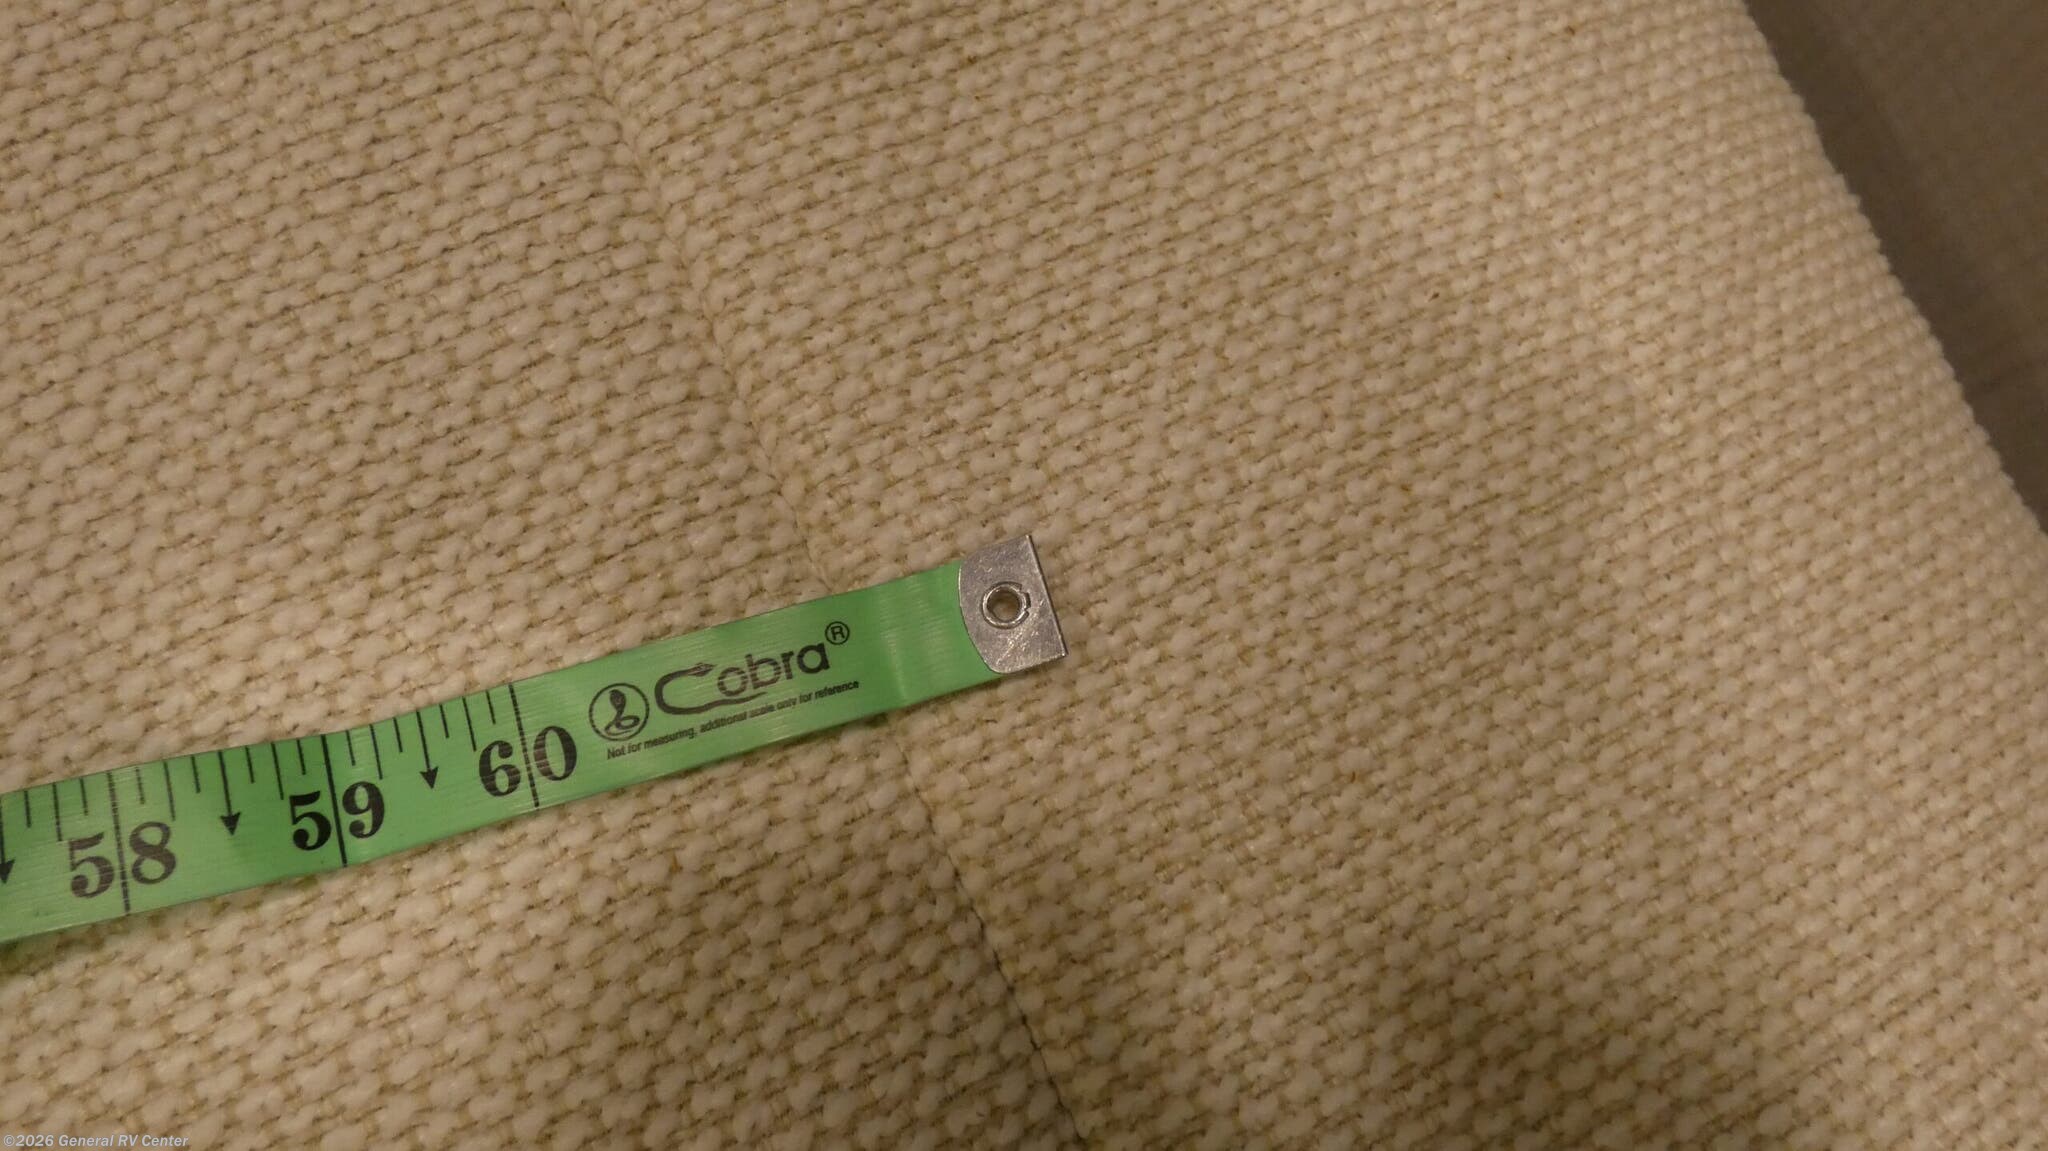 58 59 60 Cobra®
Not for measuring, additional scale only for reference
©2026 General RV Center